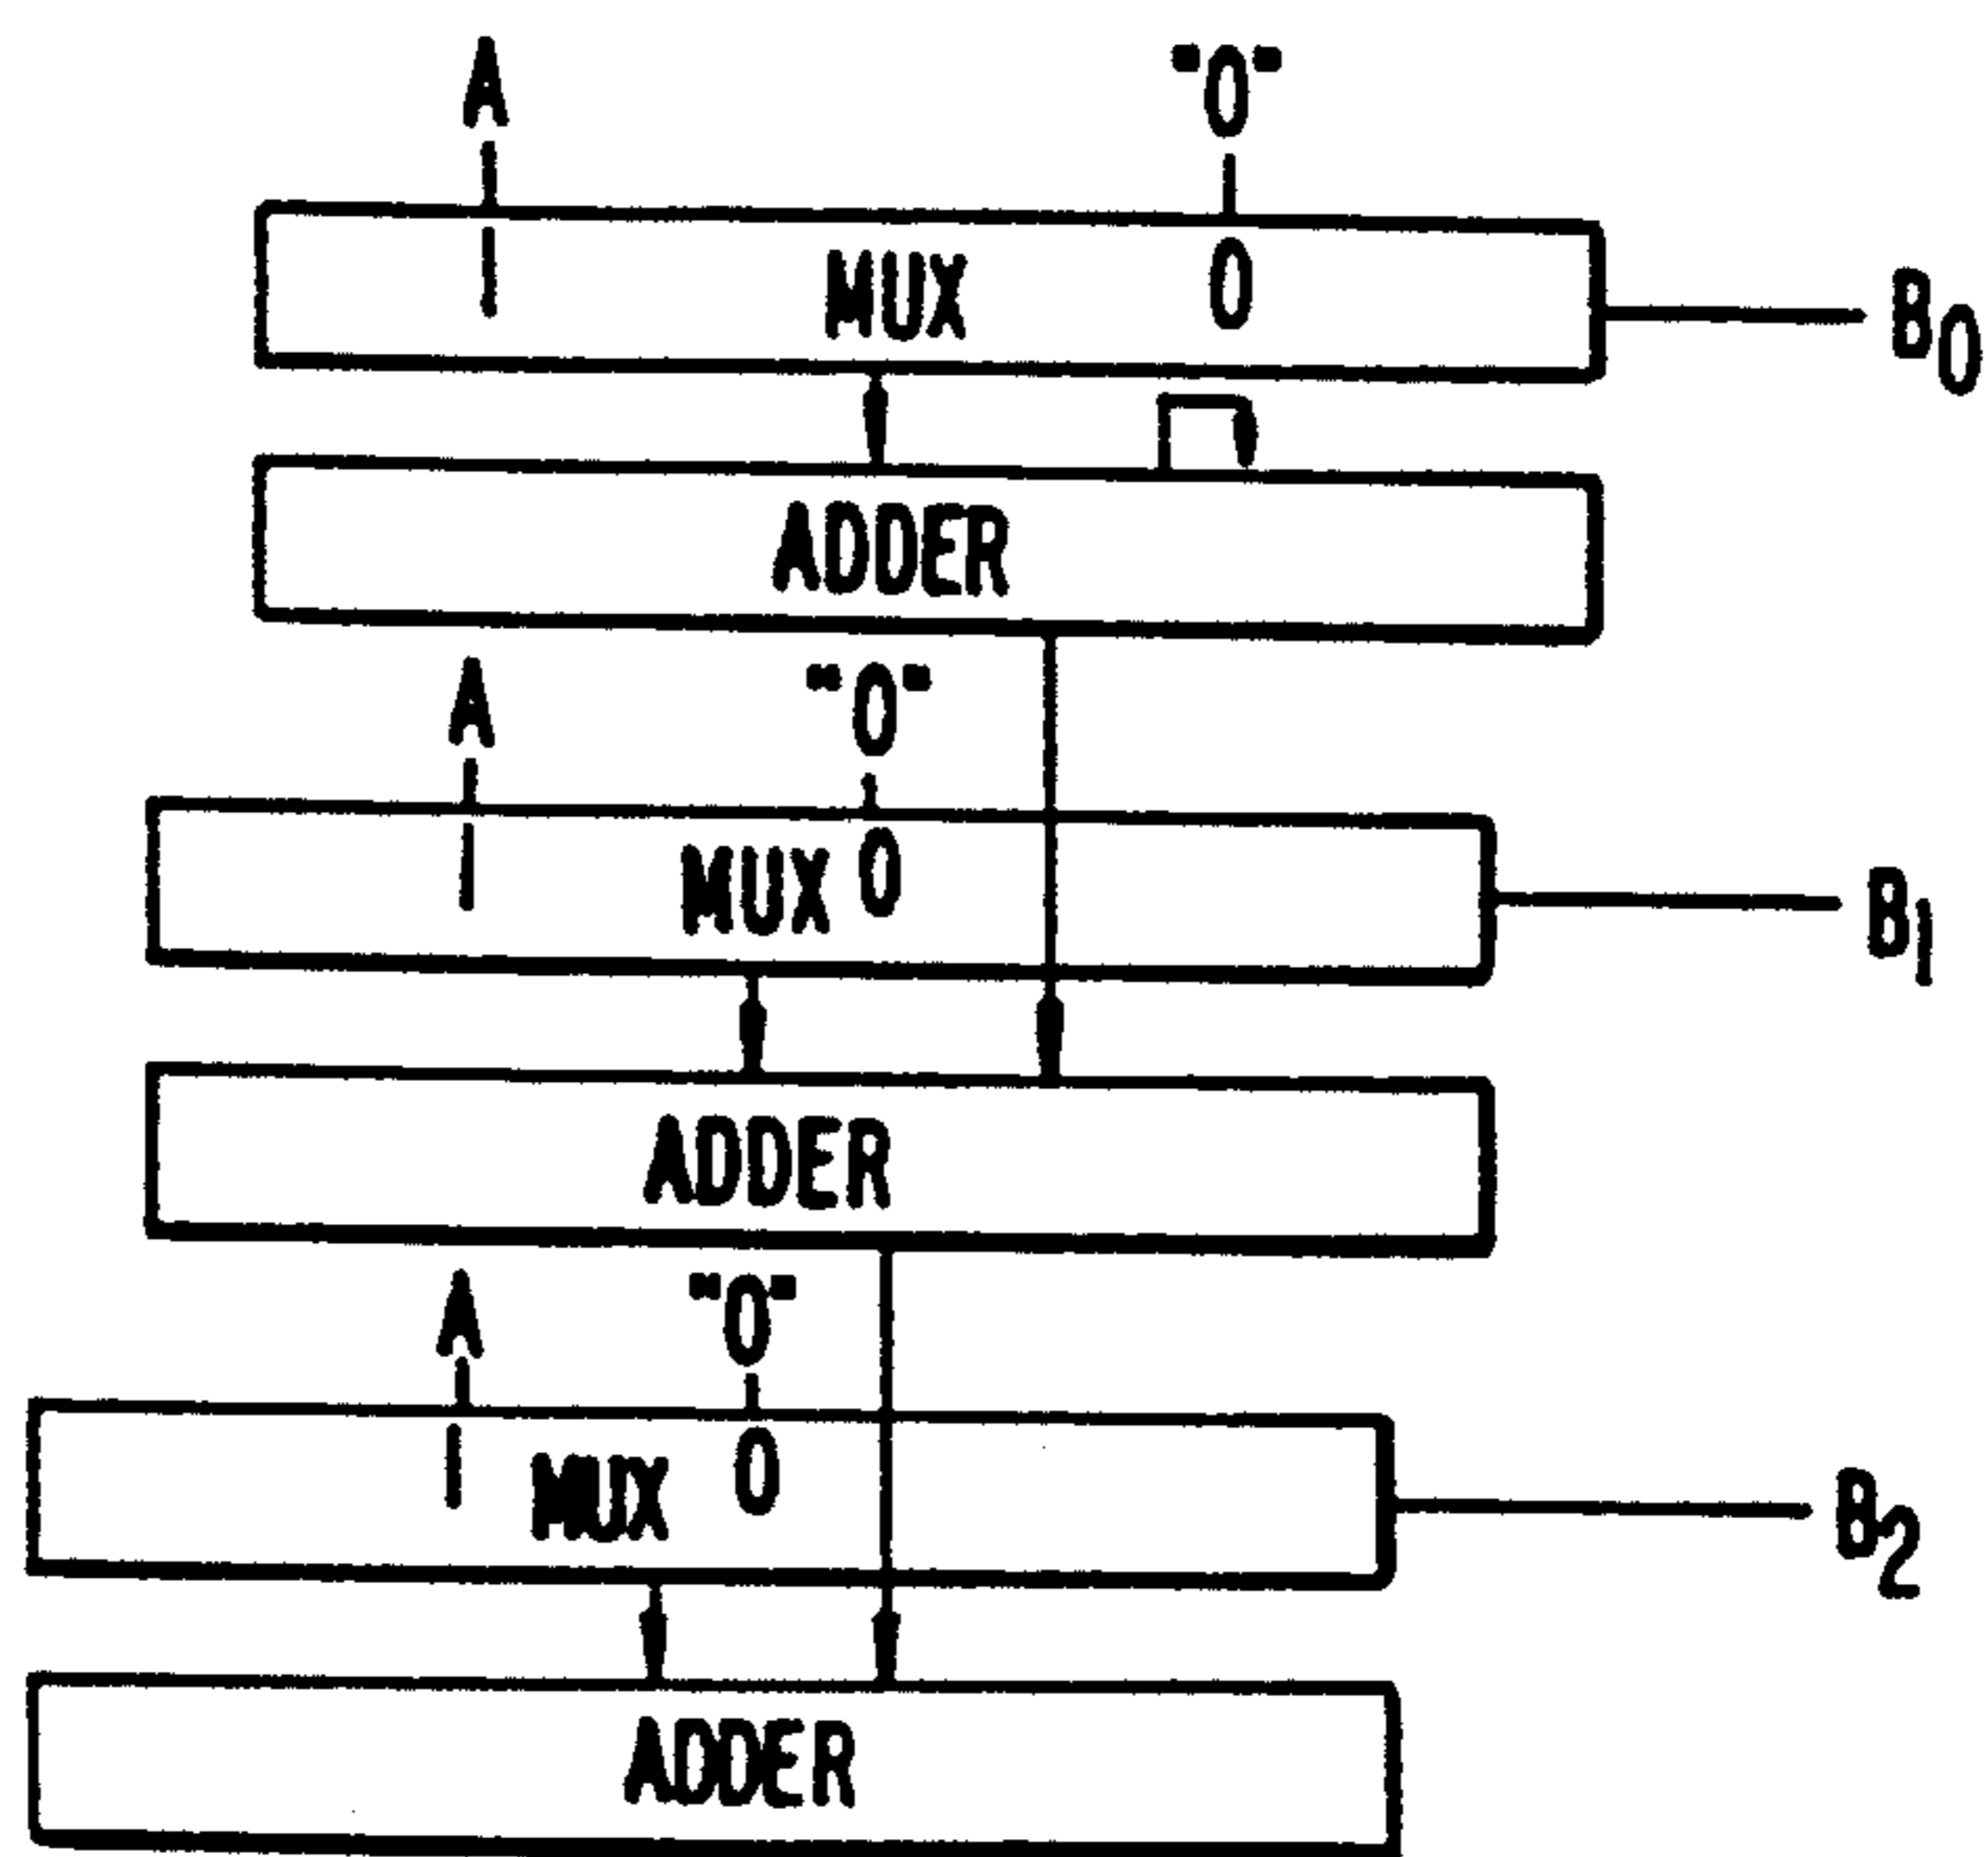 A "0"
1 MUX 0 B0
ADDER
A "0"
1 MUX 0 B1
ADDER
A "0"
1 MUX 0 B2
ADDER